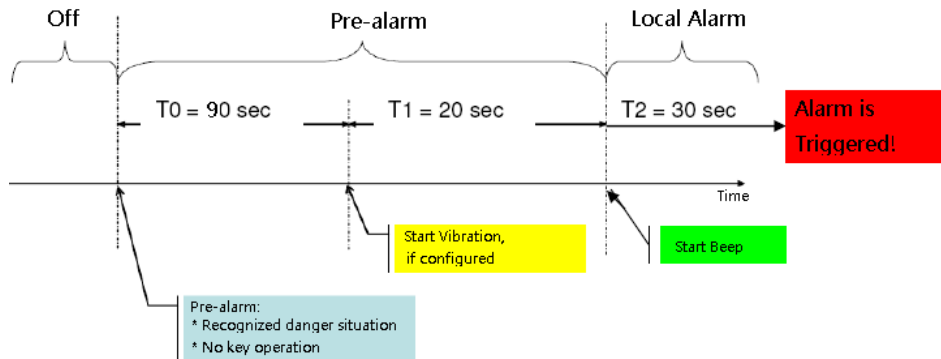 Off
Pre-alarm
Local Alarm
T0 = 90 sec
T1 = 20 sec
T2 = 30 sec
Alarm is
Triggered!
Time
Start Vibration,
if configured
Start Beep
Pre-alarm:
* Recognized danger situation
* No key operation